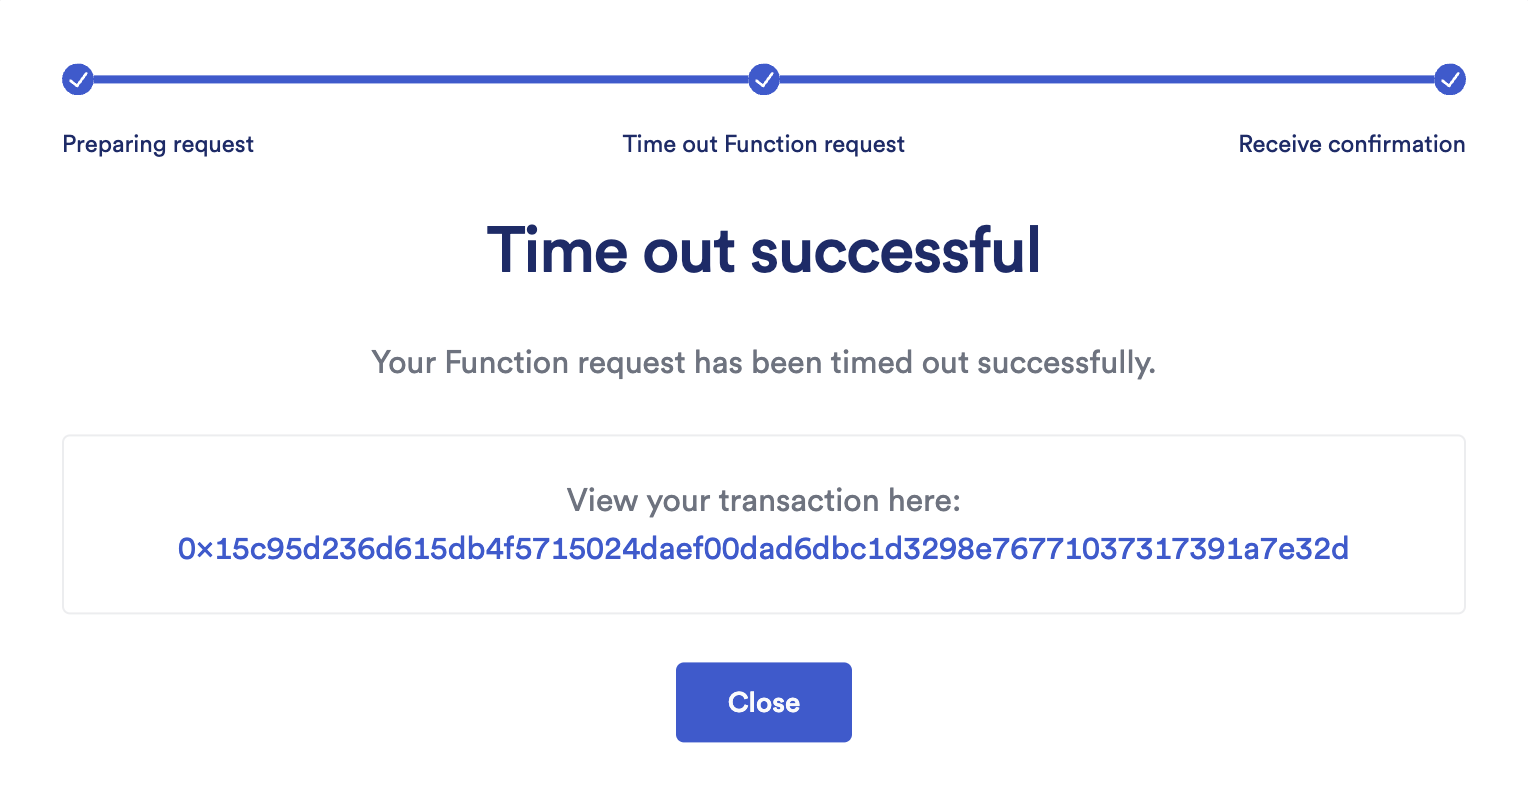 Preparing request
Time out Function request
Receive confirmation
Time out successful
Your Function request has been timed out successfully.
View your transaction here:
0x15c95d236d615db4f5715024daef00dad6dbc1d3298e76771037317391a7e32d
Close